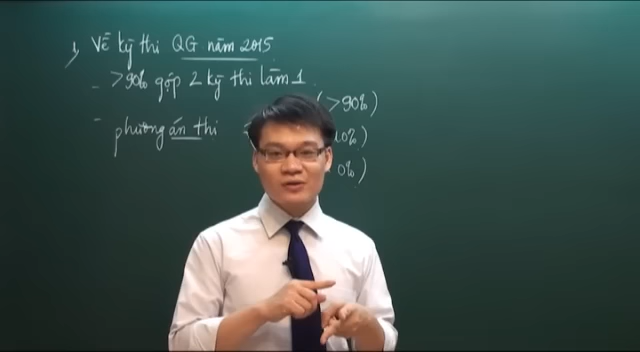 1, Về kỳ thi QG năm 2015
- >90% gộp 2 kỳ thi làm 1
(>90%)
- phương án thi
10%)
0%)